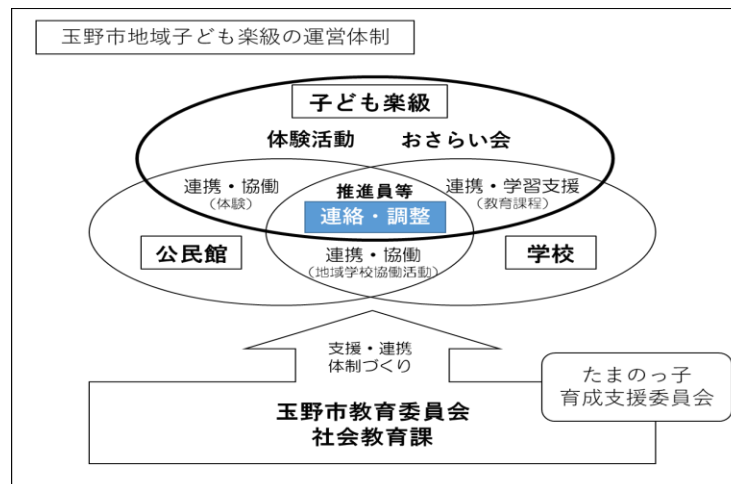 玉野市地域子ども楽級の運営体制
子ども楽級
体験活動 おさらい会
連携・協働
(体験)
推進員等
連絡・調整
連携・学習支援
(教育課程)
公民館
連携・協働
(地域学校協働活動)
学校
支援・連携
体制づくり
たまのっ子
育成支援委員会
玉野市教育委員会
社会教育課